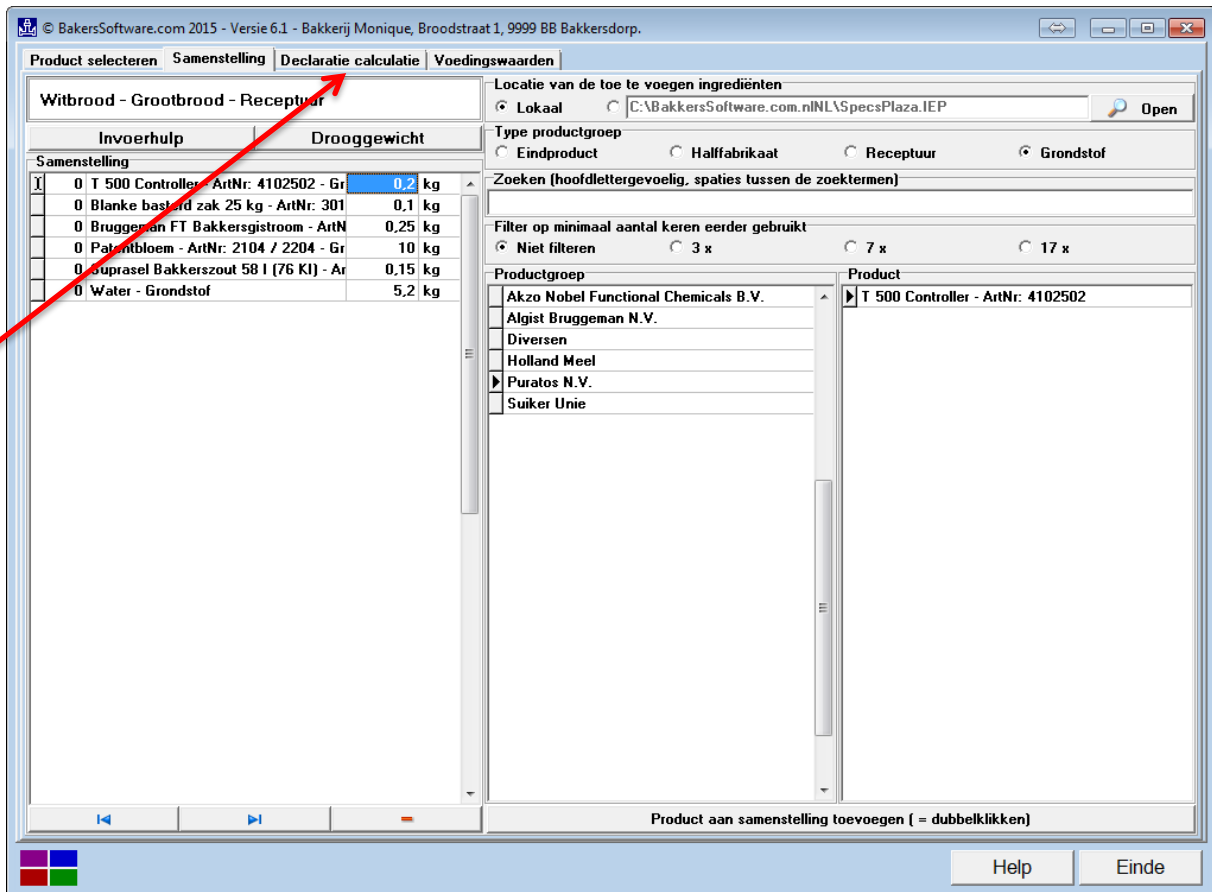 © BakersSoftware.com 2015 - Versie 6.1 - Bakkerij Monique, Broodstraat 1, 9999 BB Bakkersdorp.
Product selecteren Samenstelling Declaratie calculatie Voedingswaarden
Witbrood - Grootbrood - Receptuur
Invoerhulp Drooggewicht
Samenstelling
0 T 500 Controller - ArtNr: 4102502 - Gr 0,2 kg
0 Blanke basterd zak 25 kg - ArtNr: 301 0,1 kg
0 Bruggeman FT Bakkersgistroom - ArtN 0,25 kg
0 Patentbloem - ArtNr: 2104 / 2204 - Gr 10 kg
0 Suprasel Bakkerszout 58 I (76 KI) - Ar 0,15 kg
0 Water - Grondstof 5,2 kg
Locatie van de toe te voegen ingrediënten
Lokaal C:\BakkersSoftware.com.nlNL\SpecsPlaza.IEP Open
Type productgroep
Eindproduct Halffabrikaat Receptuur Grondstof
Zoeken (hoofdlettergevoelig, spaties tussen de zoektermen)
Filter op minimaal aantal keren eerder gebruikt
Niet filteren 3 x 7 x 17 x
Productgroep
Akzo Nobel Functional Chemicals B.V.
Algist Bruggeman N.V.
Diversen
Holland Meel
Puratos N.V.
Suiker Unie
Product
T 500 Controller - ArtNr: 4102502
Product aan samenstelling toevoegen ( = dubbelklikken)
Help Einde